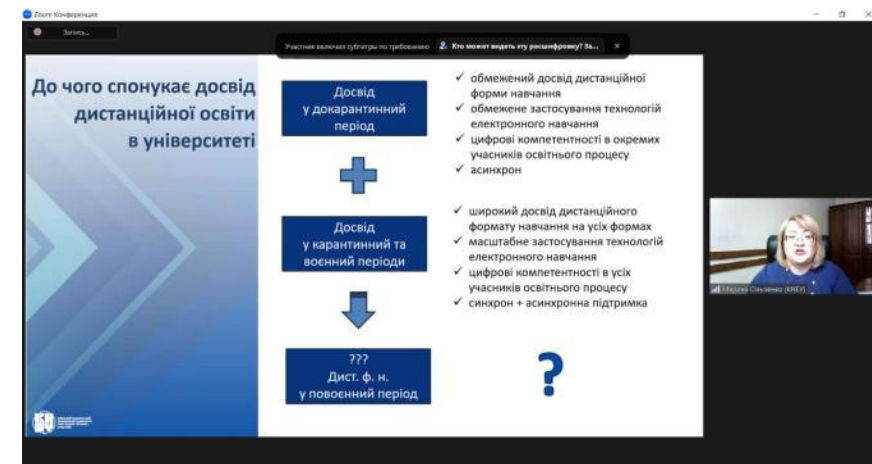 Zoom Конференция
Запись...
Участник включил субтитры по требованию
Кто может видеть эту расшифровку? За...
До чого спонукає досвід
дистанційної освіти
в університеті
Досвід
у докарантинний
період
✓ обмежений досвід дистанційної
форми навчання
✓ обмежене застосування технологій
електронного навчання
✓ цифрові компетентності в окремих
учасників освітнього процесу
✓ асинхрон
Досвід
у карантинний та
воєнний періоди
✓ широкий досвід дистанційного
формату навчання на усіх формах
✓ масштабне застосування технологій
електронного навчання
✓ цифрові компетентності в усіх
учасників освітнього процесу
✓ синхрон + асинхронна підтримка
???
Дист. ф. н.
у повоєнний період
?
(KNEU)